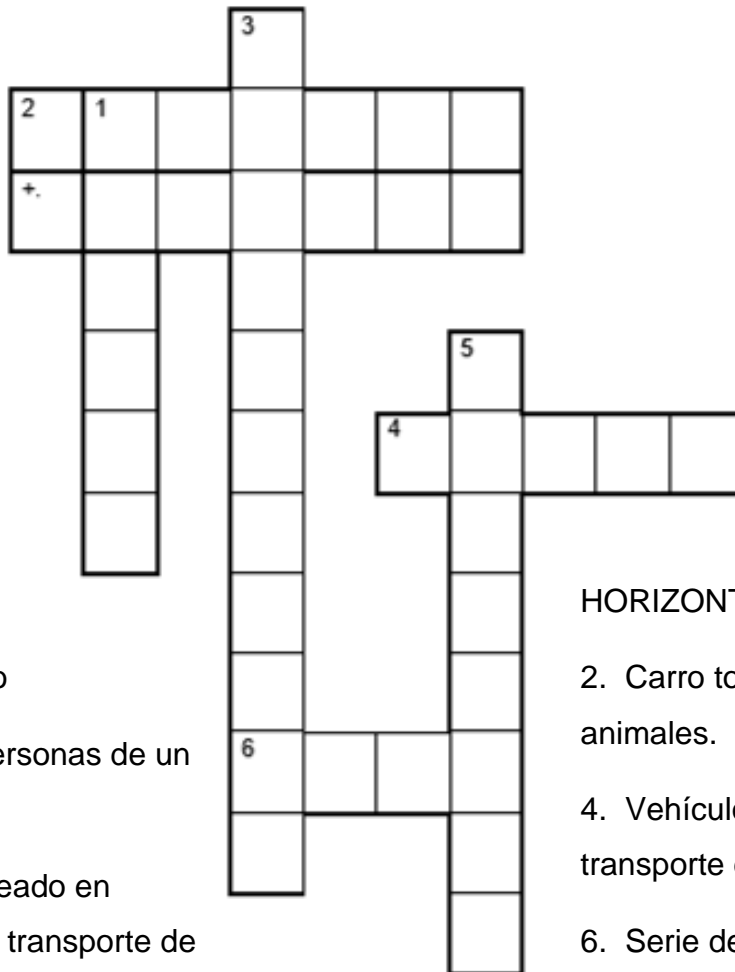 3
2 1
+.
5
4
6
o
ersonas de un
eado en
transporte de
HORIZONT
2. Carro to
animales.
4. Vehícul
transporte
6. Serie de